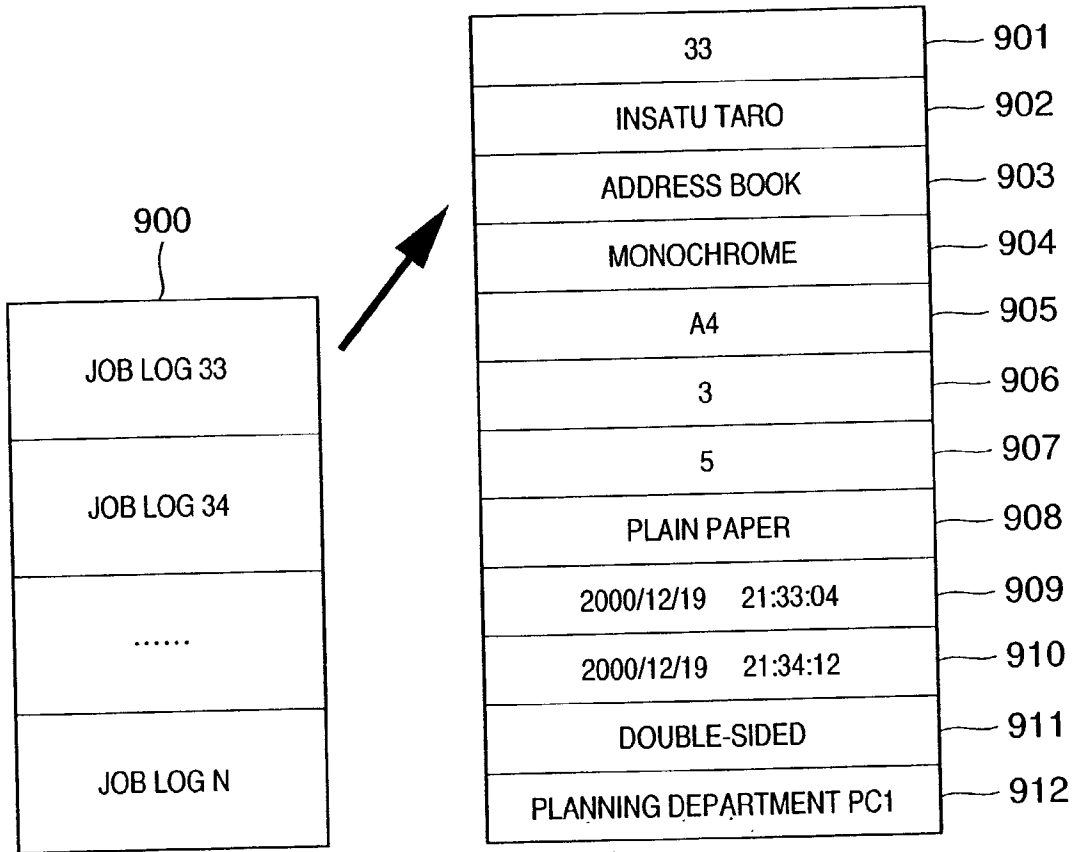 900
JOB LOG 33
JOB LOG 34
......
JOB LOG N
33 901
INSATU TARO 902
ADDRESS BOOK 903
MONOCHROME 904
A4 905
3 906
5 907
PLAIN PAPER 908
2000/12/19 21:33:04 909
2000/12/19 21:34:12 910
DOUBLE-SIDED 911
PLANNING DEPARTMENT PC1 912